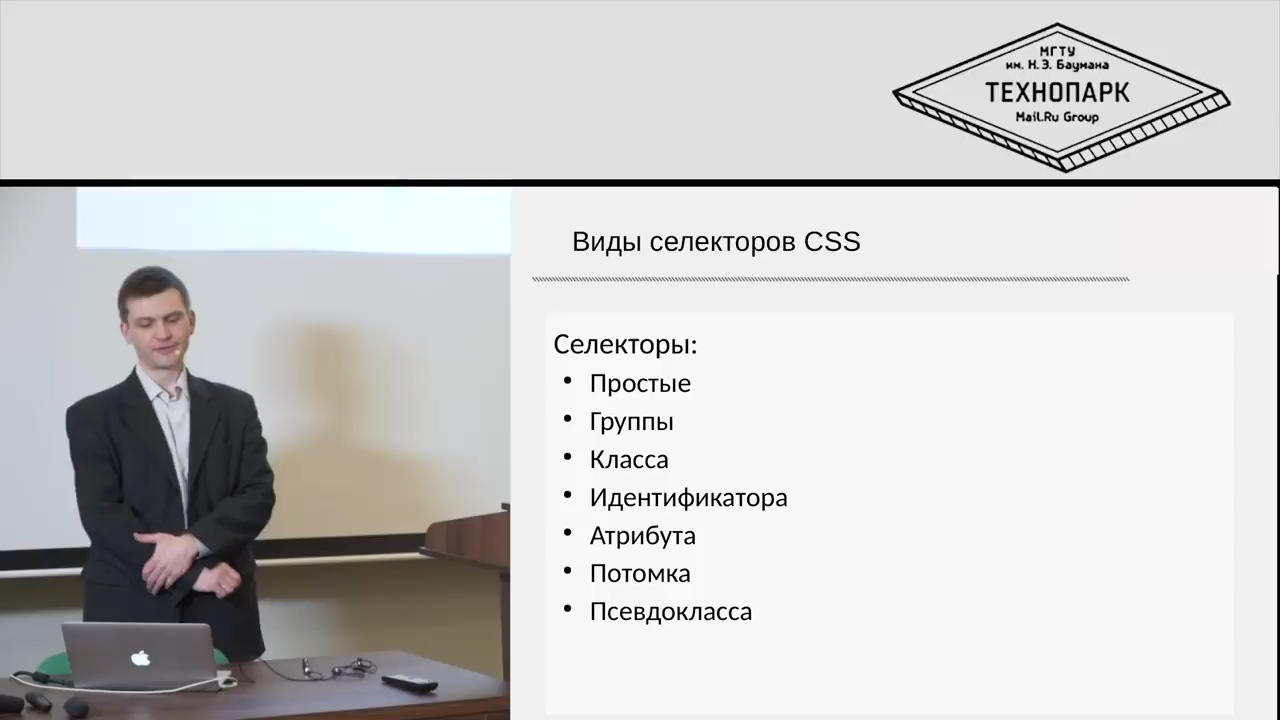 МГТУ
им. Н.Э. Баумана
ТЕХНОПАРК
Mail.Ru Group
Виды селекторов CSS
Селекторы:
• Простые
• Группы
• Класса
• Идентификатора
• Атрибута
• Потомка
• Псевдокласса